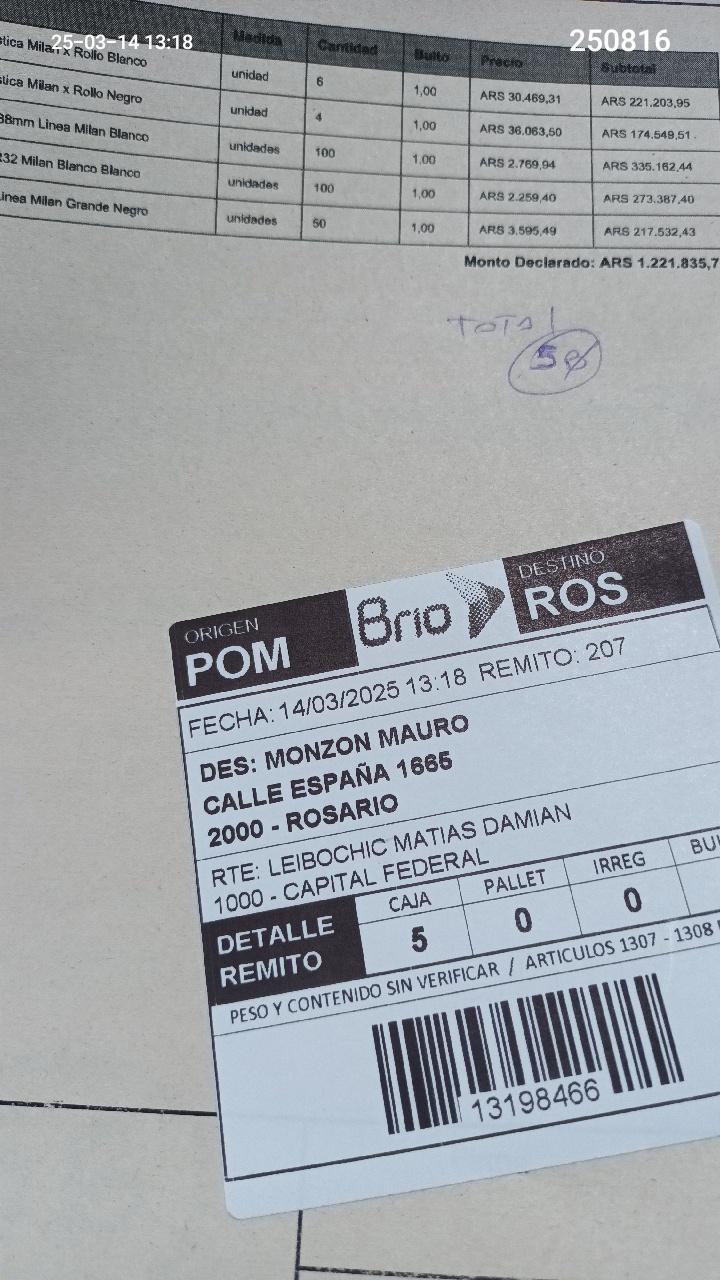 25-03-14 13:18
250816
Medida Cantidad Bulto Precio Subtotal
stica Milan x Rollo Blanco unidad 6 1,00 ARS 30.469,31 ARS 221.203,95
stica Milan x Rollo Negro unidad 4 1,00 ARS 36.063,50 ARS 174.549,51
38mm Linea Milan Blanco unidades 100 1,00 ARS 2.769,94 ARS 335.162,44
32 Milan Blanco Blanco unidades 100 1,00 ARS 2.259,40 ARS 273.387,40
inea Milan Grande Negro unidades 50 1,00 ARS 3.595,49 ARS 217.532,43
Monto Declarado: ARS 1.221.835,7
TOTAL
5
ORIGEN
POM
Brio
DESTINO
ROS
FECHA: 14/03/2025 13:18 REMITO: 207
DES: MONZON MAURO
CALLE ESPAÑA 1665
2000 - ROSARIO
RTE: LEIBOCHIC MATIAS DAMIAN
1000 - CAPITAL FEDERAL
DETALLE
REMITO
CAJA PALLET IRREG BU
5 0 0
PESO Y CONTENIDO SIN VERIFICAR / ARTICULOS 1307 - 1308
13198466